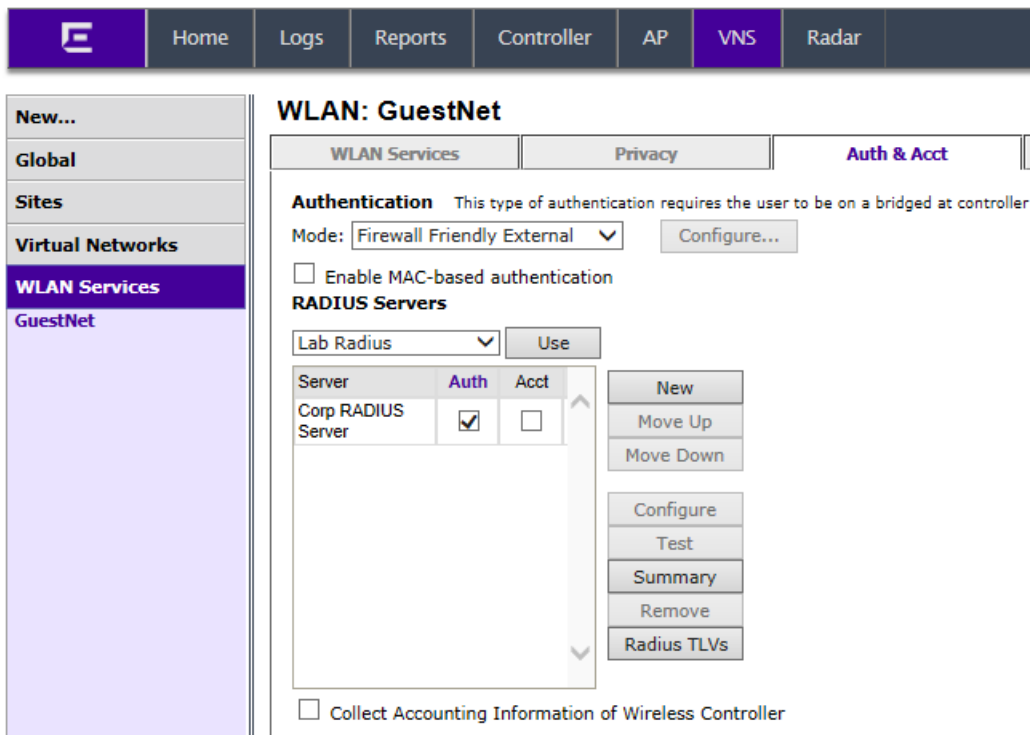 Home Logs Reports Controller AP VNS Radar
New...
Global
Sites
Virtual Networks
WLAN Services
GuestNet
WLAN: GuestNet
WLAN Services Privacy Auth & Acct
Authentication This type of authentication requires the user to be on a bridged at controller
Mode: Firewall Friendly External Configure...
Enable MAC-based authentication
RADIUS Servers
Lab Radius Use
Server Auth Acct
Corp RADIUS
Server
New
Move Up
Move Down
Configure
Test
Summary
Remove
Radius TLVs
Collect Accounting Information of Wireless Controller